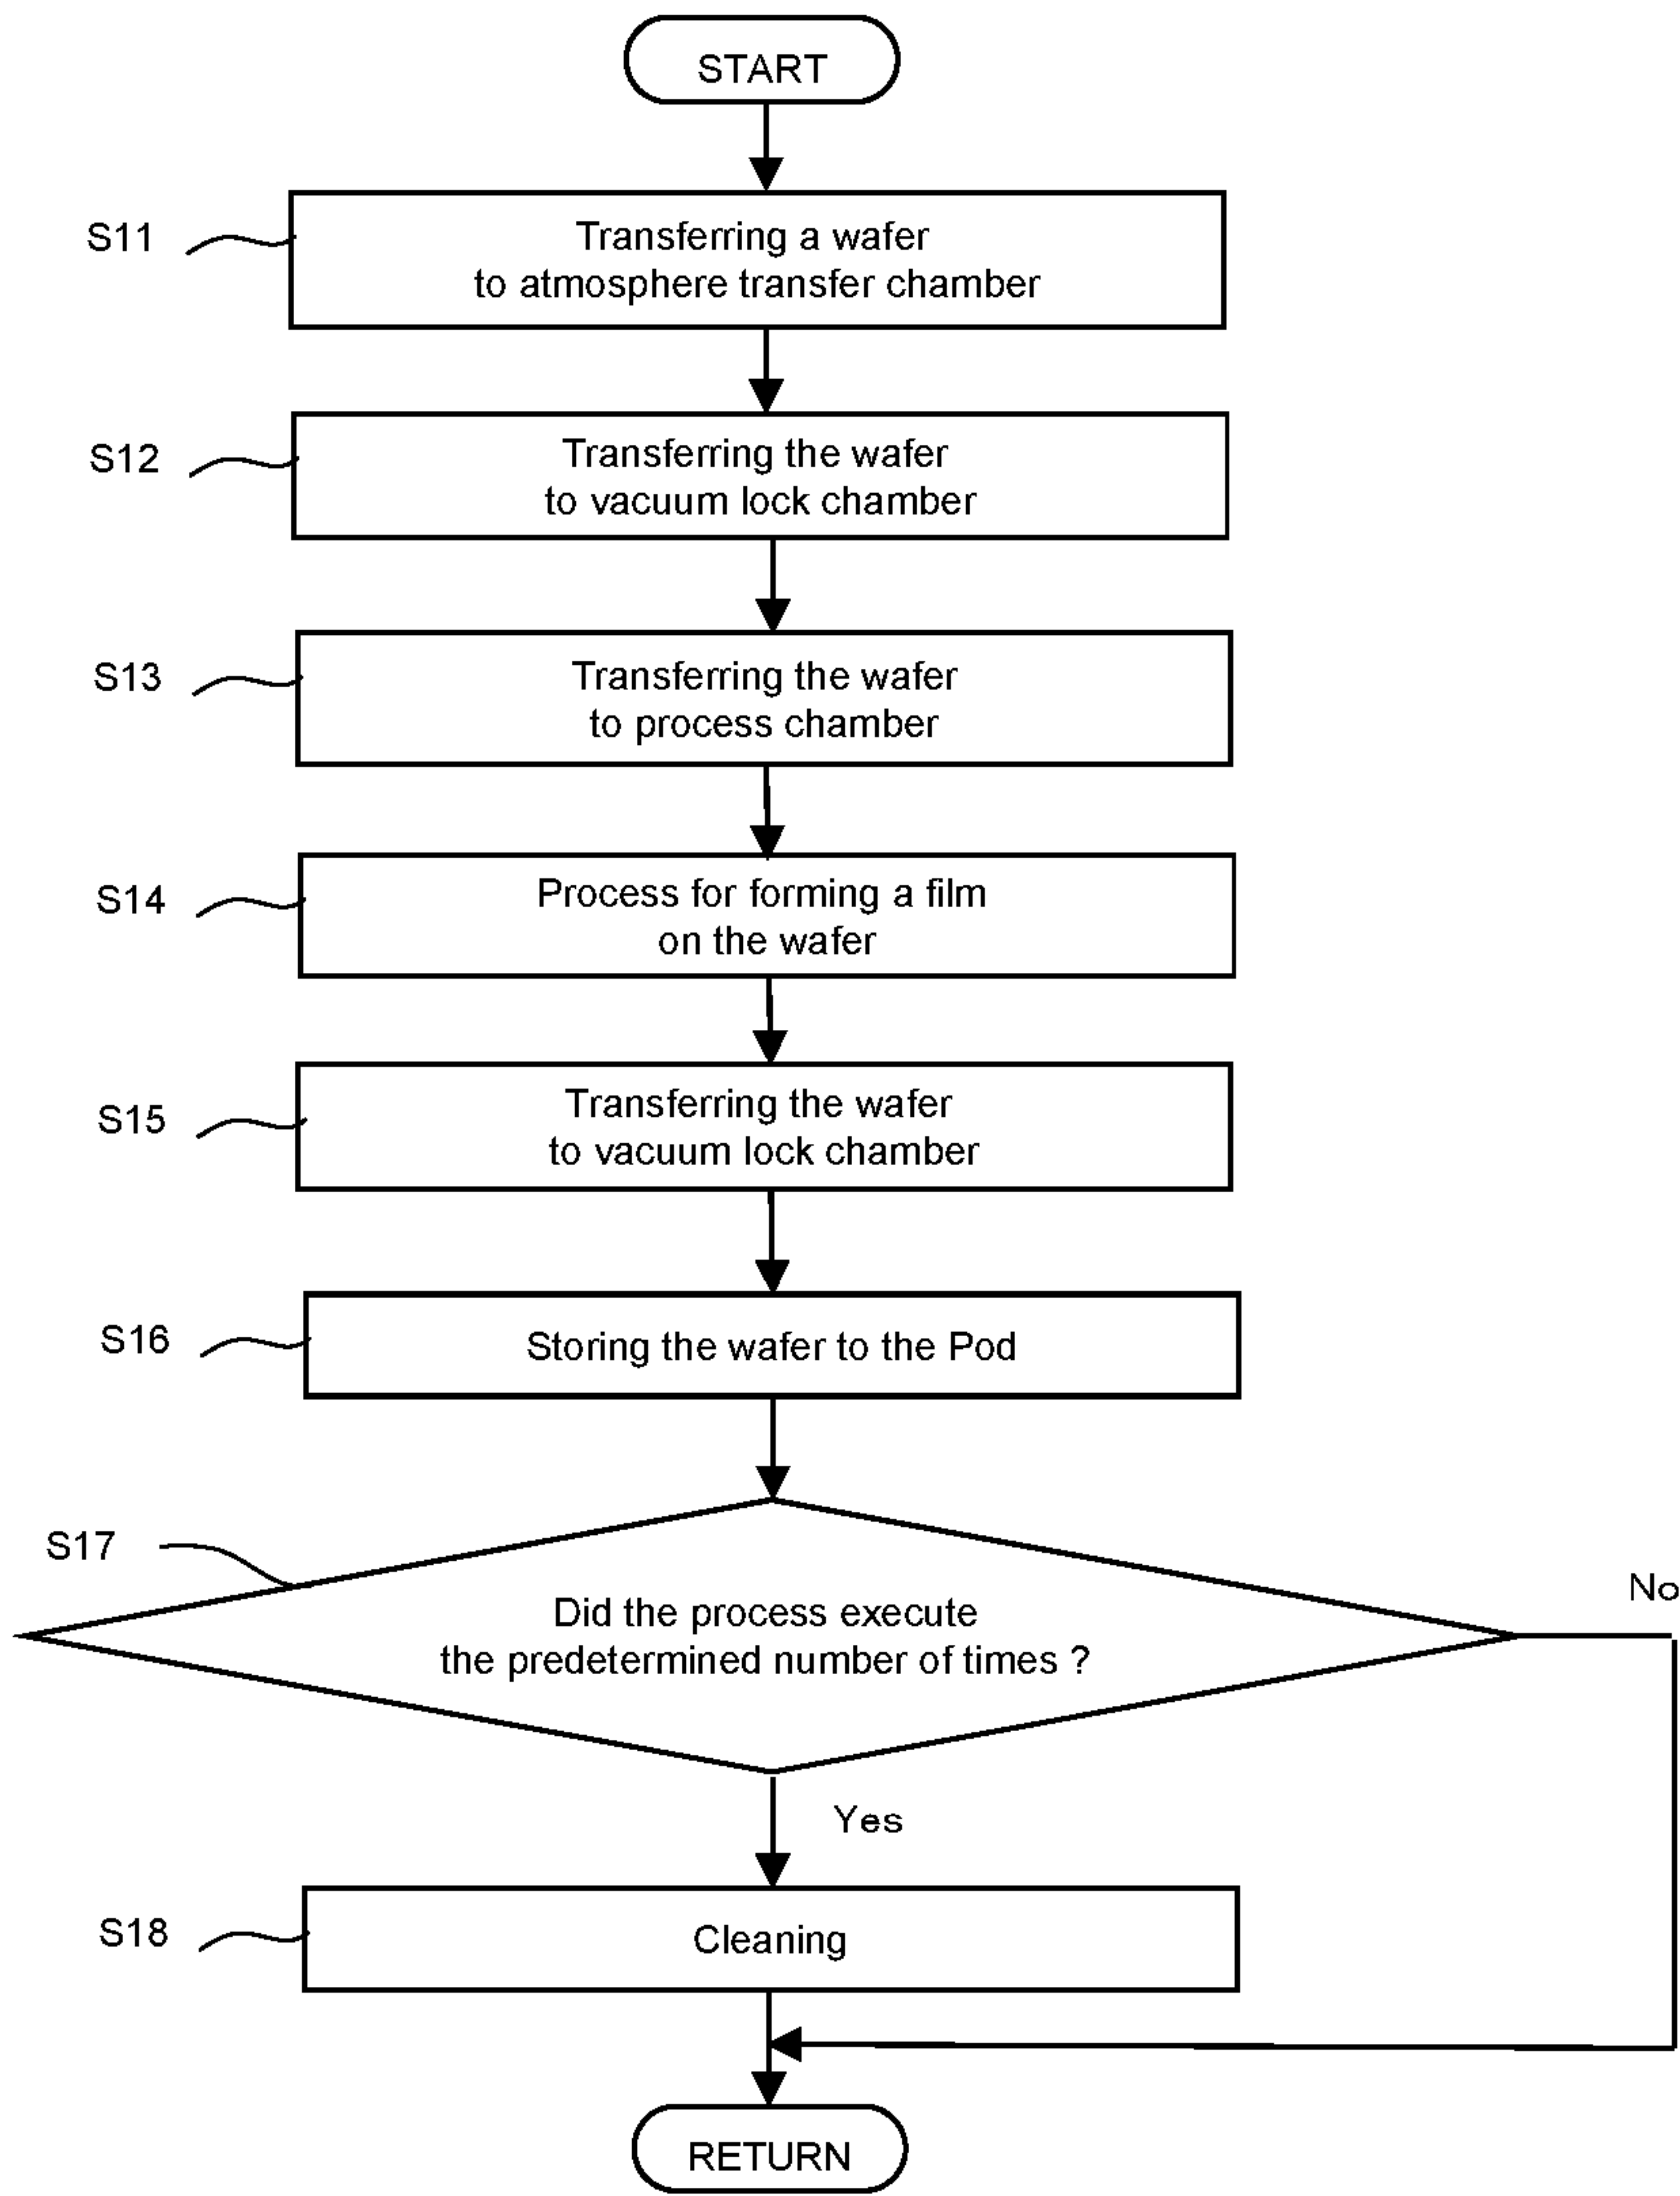 START
S11
Transferring a wafer
to atmosphere transfer chamber
S12
Transferring the wafer
to vacuum lock chamber
S13
Transferring the wafer
to process chamber
S14
Process for forming a film
on the wafer
S15
Transferring the wafer
to vacuum lock chamber
S16
Storing the wafer to the Pod
S17
Did the process execute
the predetermined number of times ?
No
Yes
S18
Cleaning
RETURN